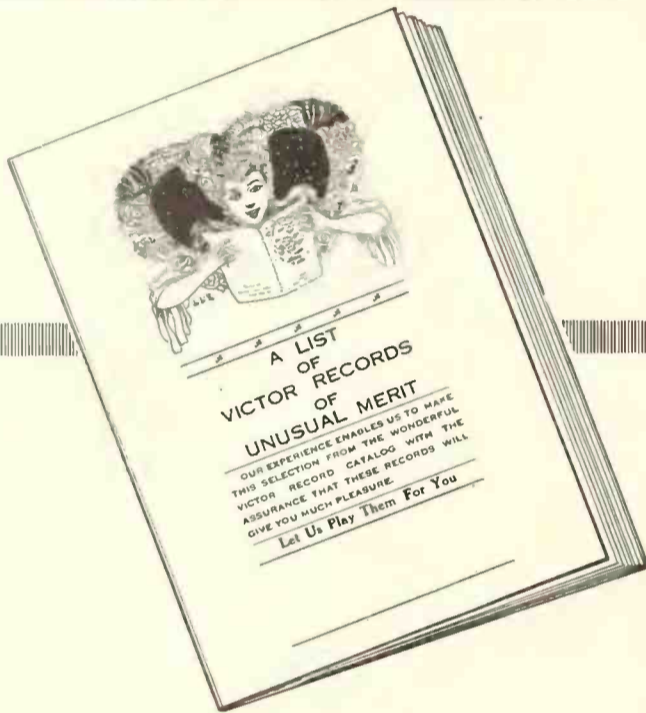 A LIST
OF
VICTOR RECORDS
OF
UNUSUAL MERIT
OUR EXPERIENCE ENABLES US TO MAKE
THIS SELECTION FROM THE WONDERFUL
VICTOR RECORD CATALOG WITH THE
ASSURANCE THAT THESE RECORDS WILL
GIVE YOU MUCH PLEASURE
Let Us Play Them For You